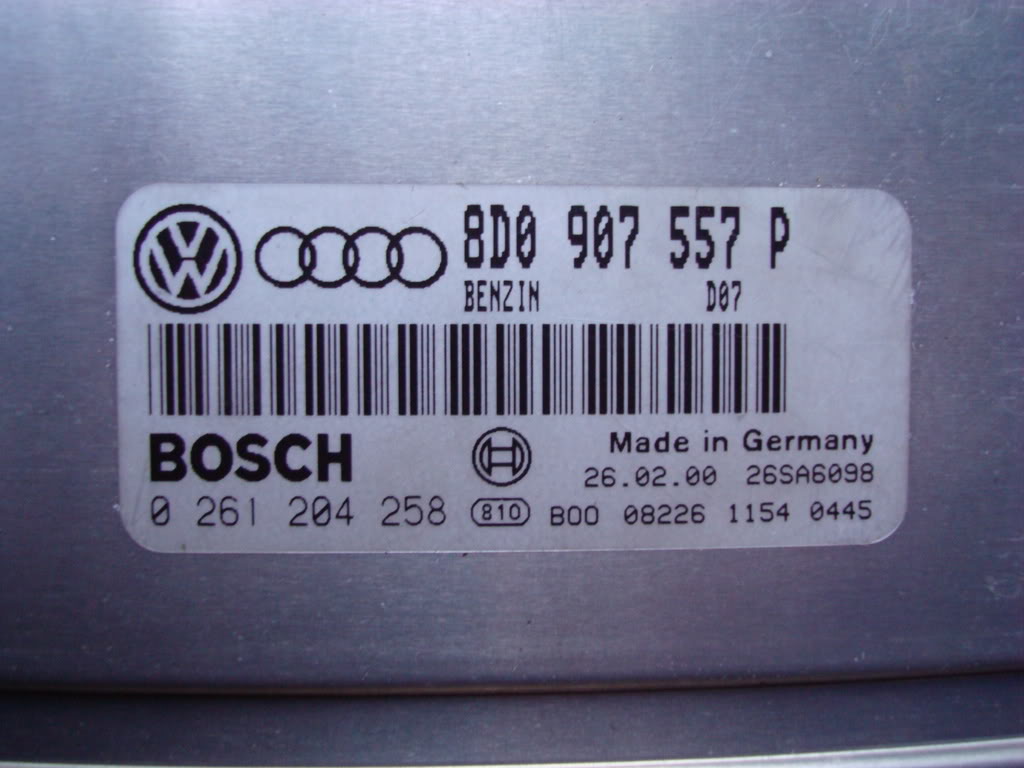 8D0 907 557 P
BENZIN D07
BOSCH
Made in Germany
26.02.00 26SA6098
0 261 204 258 810 B00 08226 1154 0445